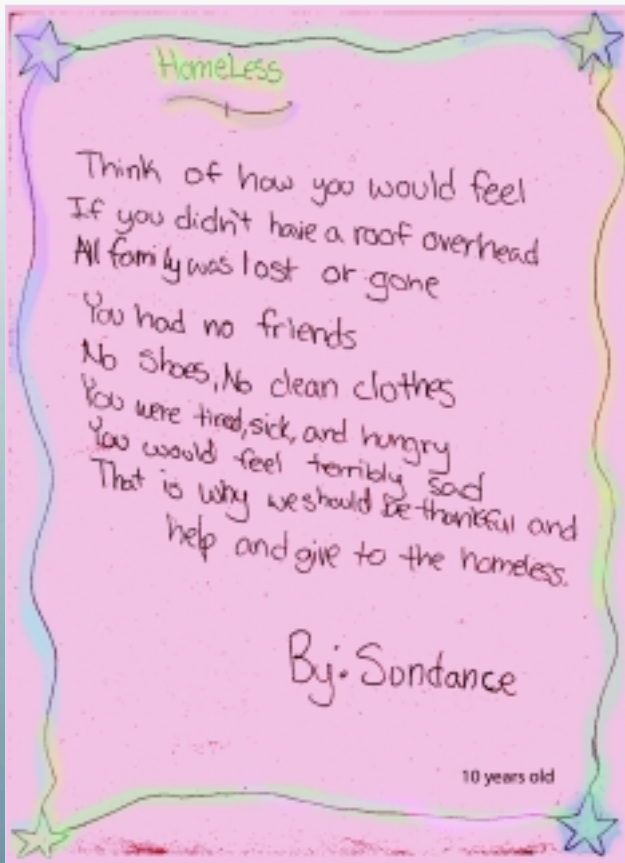 HomeLess
Think of how you would feel
If you didn't have a roof overhead
All family was lost or gone
You had no friends
No shoes, No clean clothes
You were tired, sick, and hungry
You would feel terribly sad
That is why we should be thankful and
help and give to the homeless.
By: Sundance
10 years old